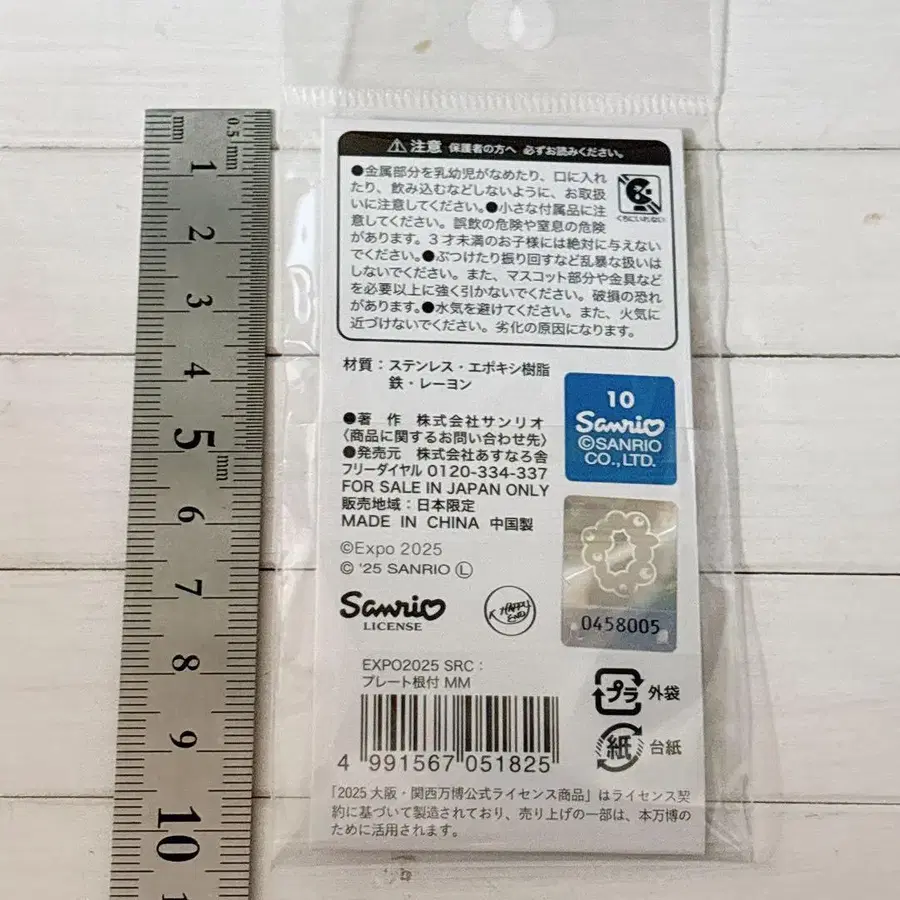 mm
0.5 mm
1
2
3
4
5
mm
6
7
8
9
10
⚠注意 保護者の方へ 必ずお読みください。
●金属部分を乳幼児がなめたり、口に入れ
たり、飲み込むなどしないように、お取扱
いに注意してください。●小さな付属品に注
意してください。誤飲の危険や窒息の危険
があります。3才未満のお子様には絶対に与えない
でください。●ぶつけたり振り回すなど乱暴な扱いは
しないでください。また、マスコット部分や金具など
を必要以上に強く引かないでください。破損の恐れ
があります。●水気を避けてください。また、火気に
近づけないでください。劣化の原因になります。
くちにいれない
材質：ステンレス・エポキシ樹脂
鉄・レーヨン
●著 作 株式会社サンリオ
〈商品に関するお問い合わせ先〉
●発売元 株式会社あすなろ舎
フリーダイヤル 0120-334-337
FOR SALE IN JAPAN ONLY
販売地域：日本限定
MADE IN CHINA 中国製
©Expo 2025
© '25 SANRIO Ⓛ
Sanrio
LICENSE
HAPPY
END
10
Sanrio
©SANRIO
CO.,LTD.
0458005
EXPO2025 SRC：
プレート根付 MM
4 991567 051825
プラ 外袋
紙 台紙
「2025 大阪・関西万博公式ライセンス商品」はライセンス契
約に基づいて製造されており、売り上げの一部は、本万博の
ために活用されます。